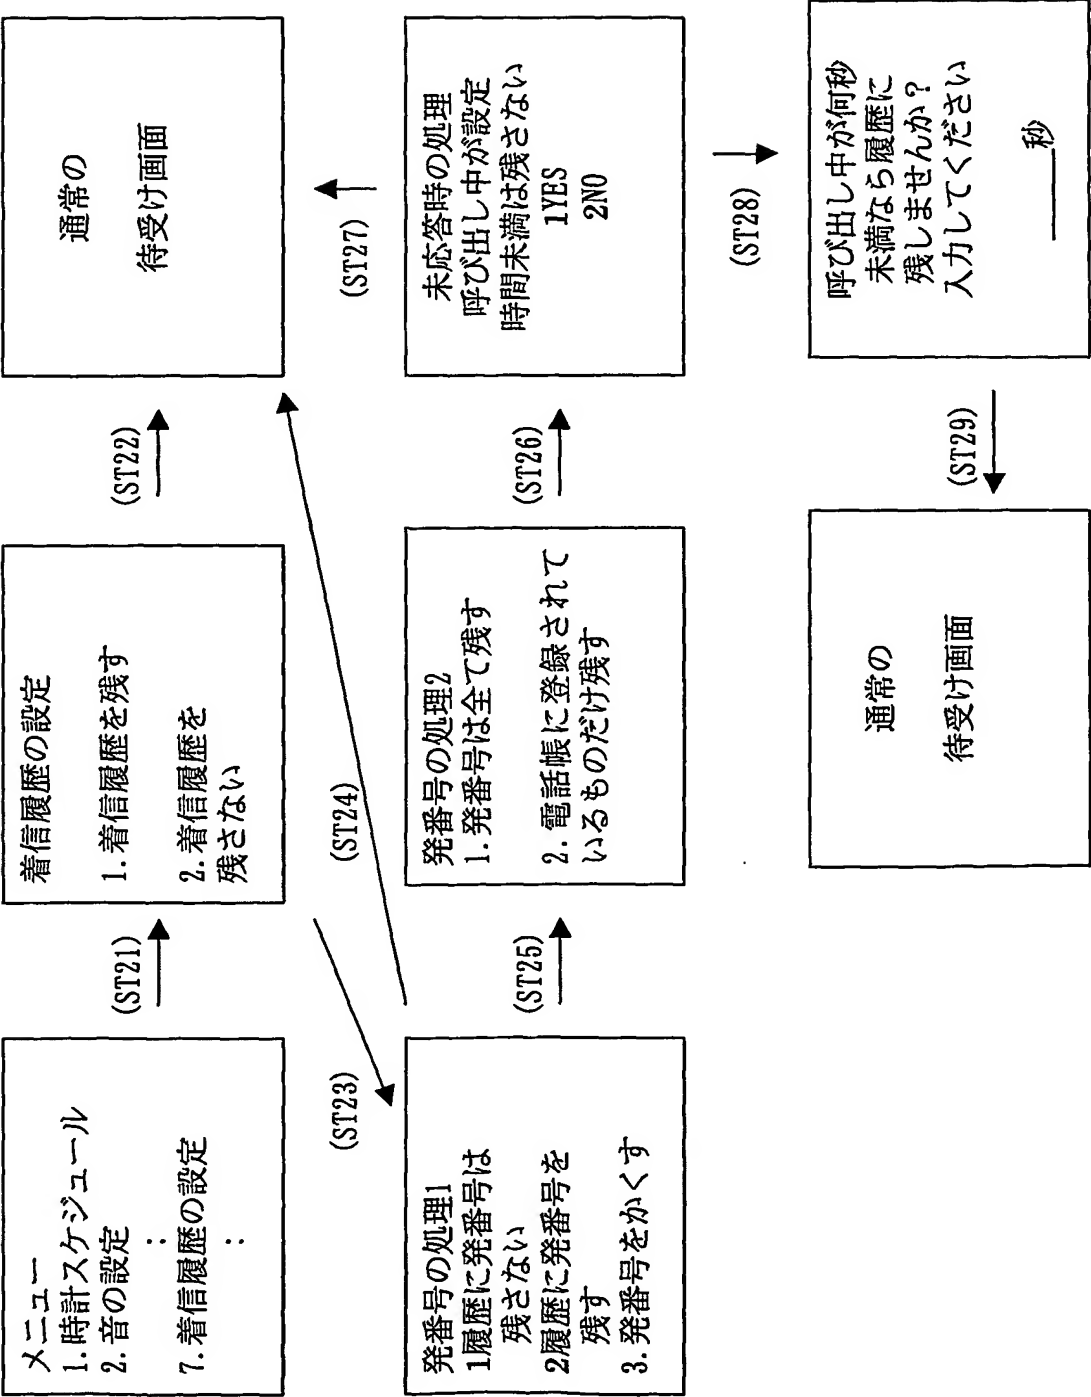 メニュー
1.時計スケジュール
2.音の設定
:
7.着信履歴の設定
:
(ST21)
着信履歴の設定
1.着信履歴を残す
2.着信履歴を
残さない
(ST22)
通常の
待受け画面
(ST23)
(ST24)
(ST27)
発番号の処理1
1履歴に発番号は
残さない
2履歴に発番号を
残す
3.発番号をかくす
(ST25)
発番号の処理2
1.発番号は全て残す
2.電話帳に登録されて
いるものだけ残す
(ST26)
未応答時の処理
呼び出し中が設定
時間未満は残さない
1YES
2NO
(ST28)
通常の
待受け画面
(ST29)
呼び出し中が何秒
未満なら履歴に
残しませんか?
入力してください
秒